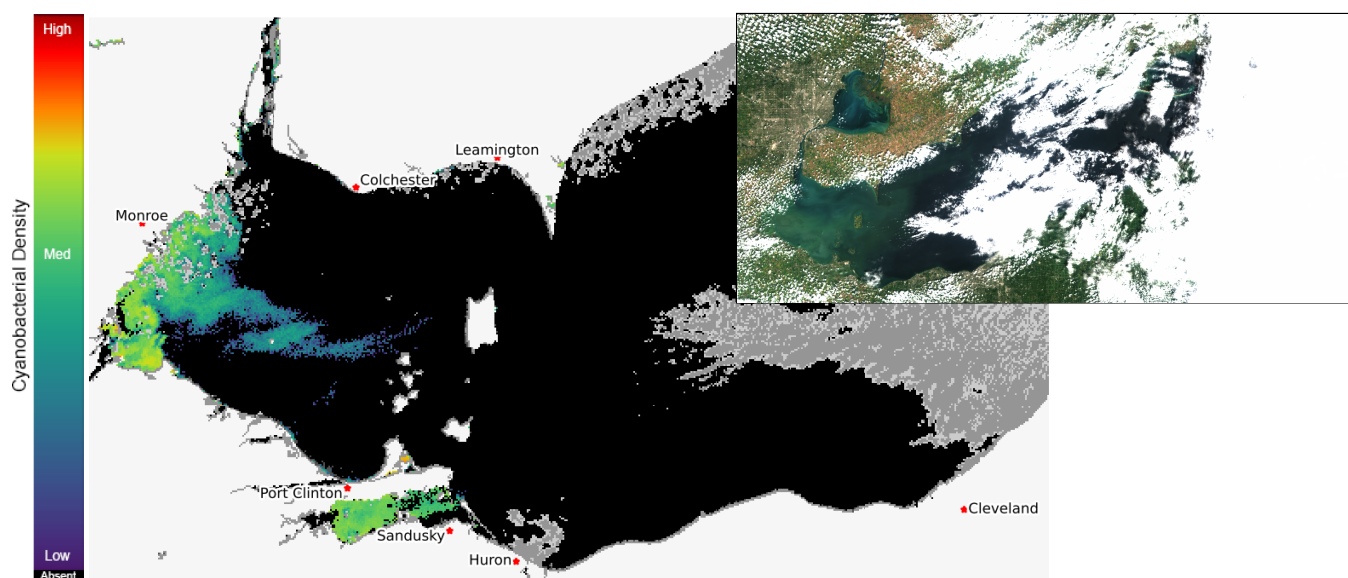 High
Med
Low
Absent
Cyanobacterial Density
Monroe
Colchester
Leamington
Port Clinton
Sandusky
Huron
Cleveland